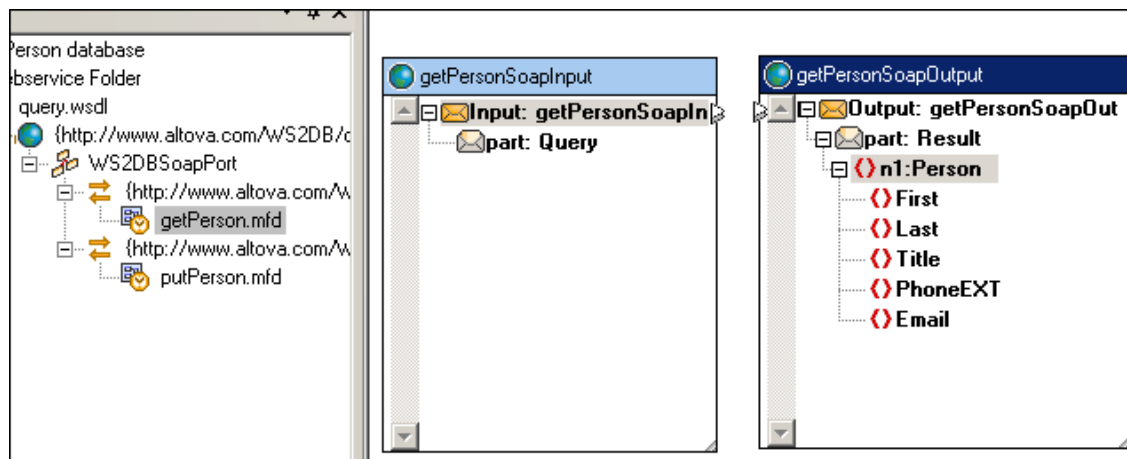 Person database
ebservice Folder
query.wsdl
{http://www.altova.com/WS2DB/c
WS2DBSoapPort
{http://www.altova.com/W
getPerson.mfd
{http://www.altova.com/W
putPerson.mfd
getPersonSoapInput
Input: getPersonSoapIn
part: Query
getPersonSoapOutput
Output: getPersonSoapOut
part: Result
n1:Person
First
Last
Title
PhoneEXT
Email